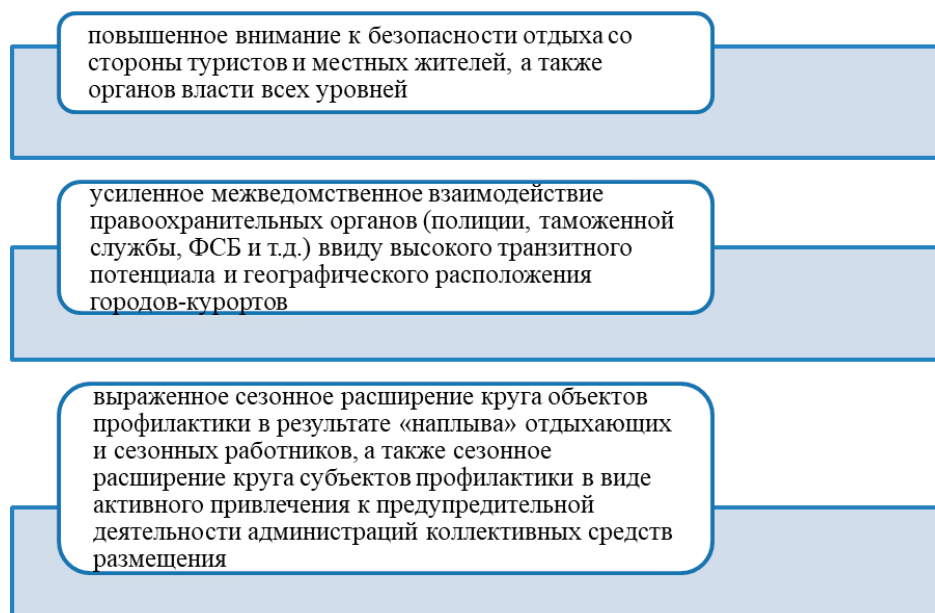 повышенное внимание к безопасности отдыха со
стороны туристов и местных жителей, а также
органов власти всех уровней
усиленное межведомственное взаимодействие
правоохранительных органов (полиции, таможенной
службы, ФСБ и т.д.) ввиду высокого транзитного
потенциала и географического расположения
городов-курортов
выраженное сезонное расширение круга объектов
профилактики в результате «наплыва» отдыхающих
и сезонных работников, а также сезонное
расширение круга субъектов профилактики в виде
активного привлечения к предупредительной
деятельности администраций коллективных средств
размещения